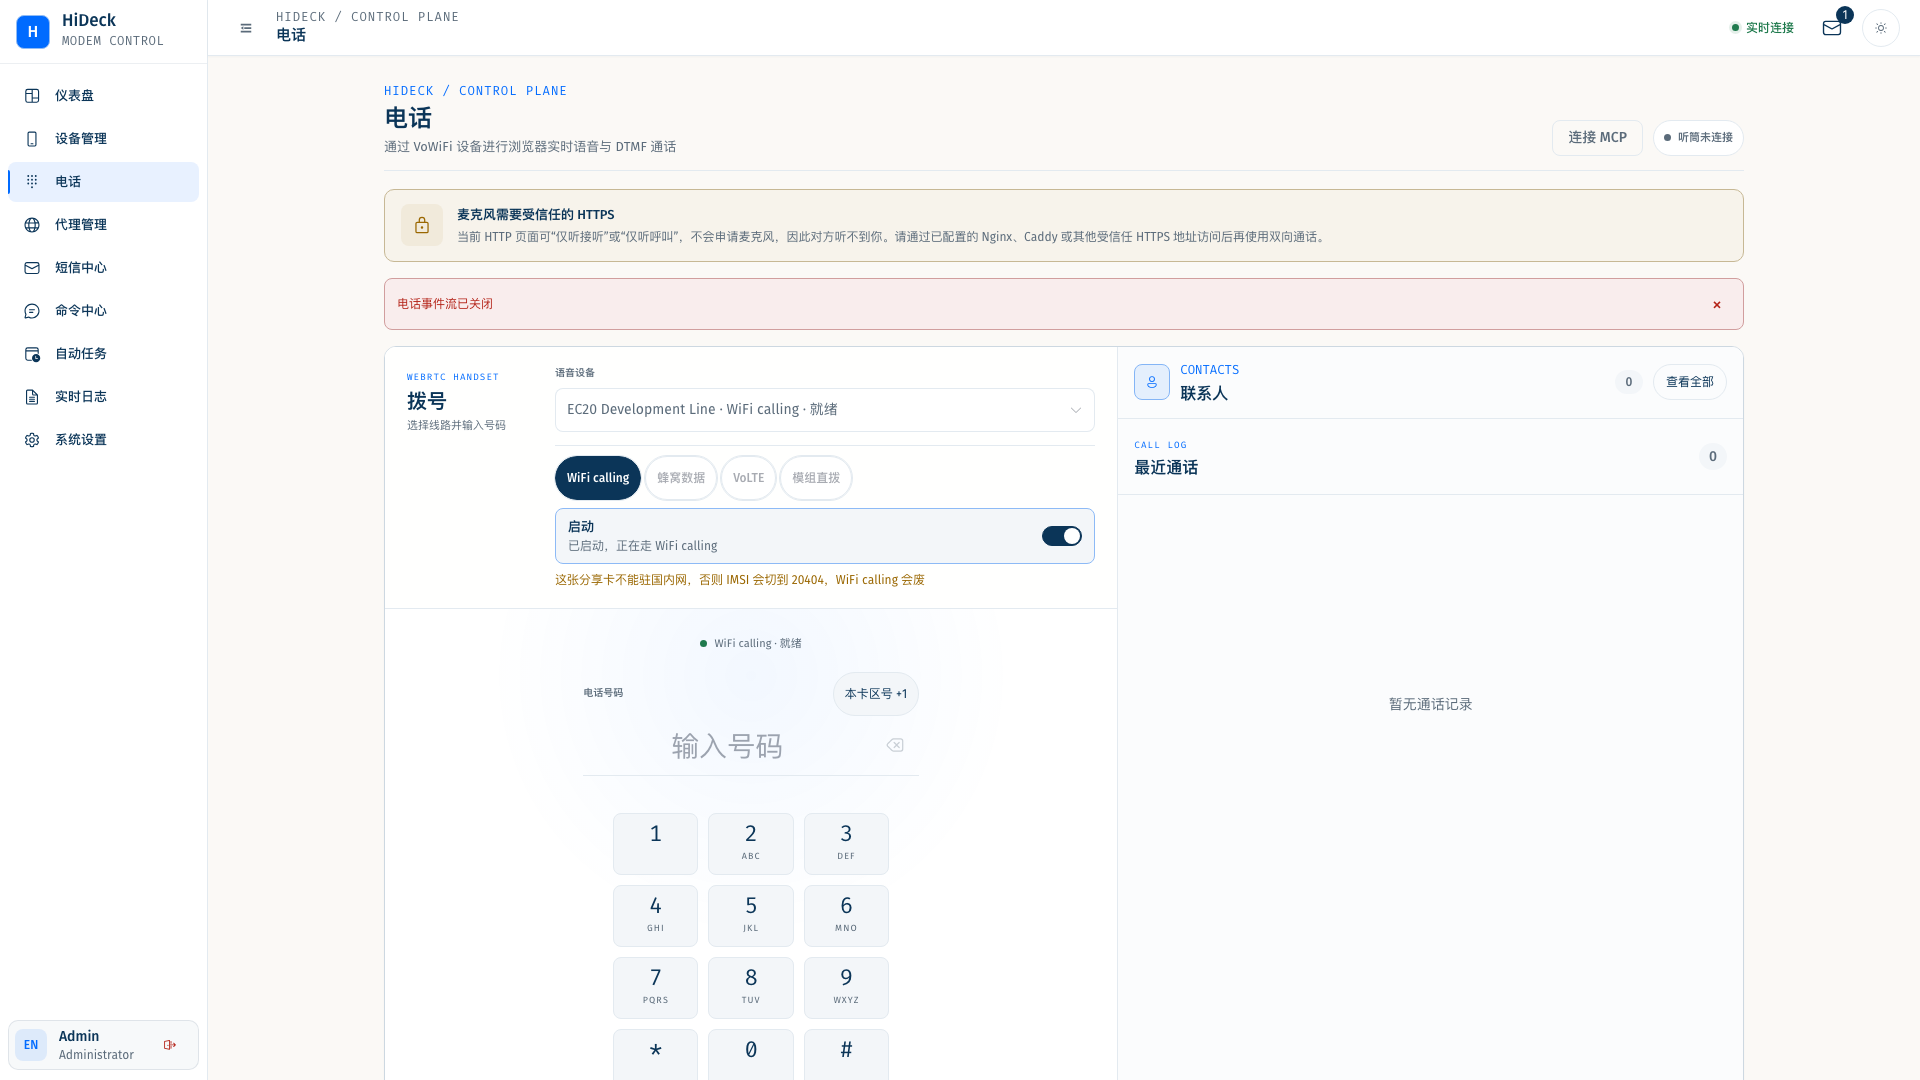 H
HiDeck
MODEM CONTROL
仪表盘
设备管理
电话
代理管理
短信中心
命令中心
自动任务
实时日志
系统设置
EN
Admin
Administrator
HIDECK / CONTROL PLANE
电话
实时连接
1
HIDECK / CONTROL PLANE
电话
通过 VoWiFi 设备进行浏览器实时语音与 DTMF 通话
连接 MCP
听筒未连接
麦克风需要受信任的 HTTPS
当前 HTTP 页面可“仅听接听”或“仅听呼叫”，不会申请麦克风，因此对方听不到你。请通过已配置的 Nginx、Caddy 或其他受信任 HTTPS 地址访问后再使用双向通话。
电话事件流已关闭
×
WEBRTC HANDSET
拨号
选择线路并输入号码
语音设备
EC20 Development Line · WiFi calling · 就绪
WiFi calling
蜂窝数据
VoLTE
模组直拨
启动
已启动，正在走 WiFi calling
这张分享卡不能驻国内网，否则 IMSI 会切到 20404，WiFi calling 会废
WiFi calling · 就绪
电话号码
本卡区号 +1
输入号码
1
2
ABC
3
DEF
4
GHI
5
JKL
6
MNO
7
PQRS
8
TUV
9
WXYZ
*
0
#
CONTACTS
联系人
0
查看全部
CALL LOG
最近通话
0
暂无通话记录